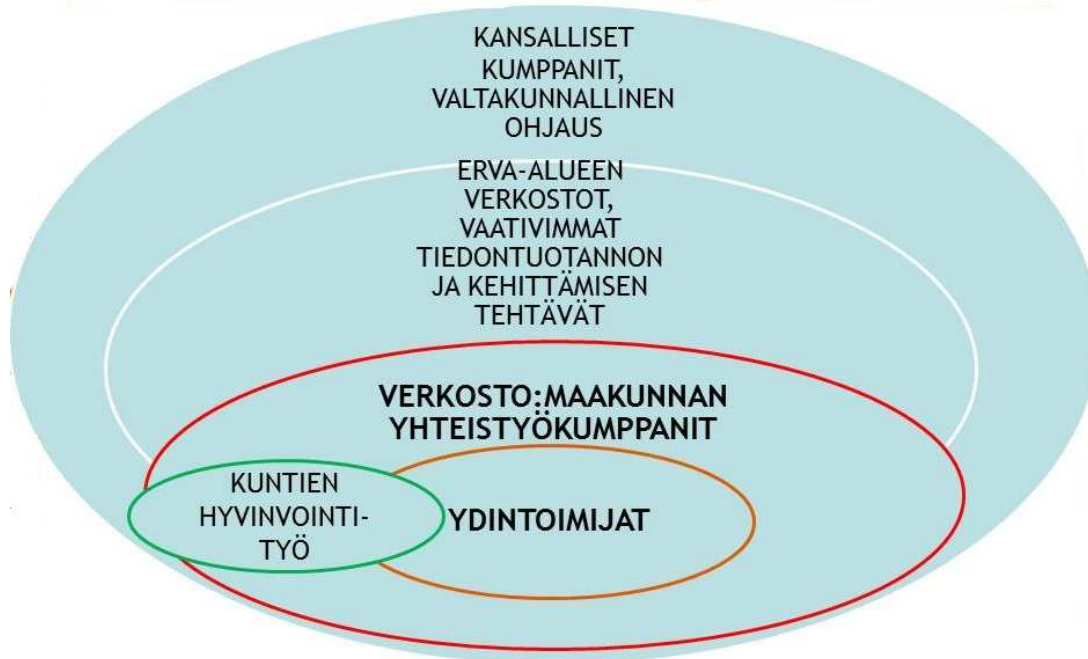 KANSALLISET
KUMPPANIT,
VALTAKUNNALLINEN
OHJAUS
ERVA-ALUEEN
VERKOSTOT,
VAATIVIMMAT
TIEDONTUOTANNON
JA KEHITTÄMISEN
TEHTÄVÄT
VERKOSTO:MAAKUNNAN
YHTEISTYÖKUMPPANIT
KUNTIEN
HYVINVOINTI-
TYÖ
YDINTOIMIJAT